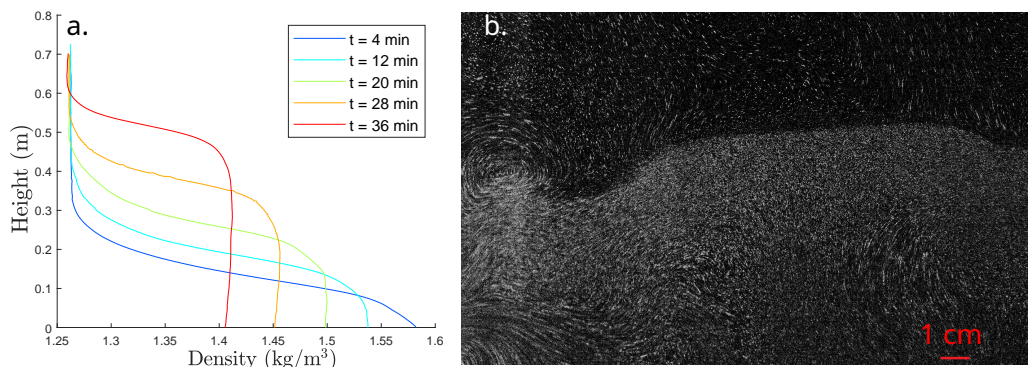 a.
0.8
0.7
0.6
0.5
0.4
0.3
0.2
0.1
0
Height (m)
1.25 1.3 1.35 1.4 1.45 1.5 1.55 1.6
Density (kg/m³)
t = 4 min
t = 12 min
t = 20 min
t = 28 min
t = 36 min
b.
1 cm